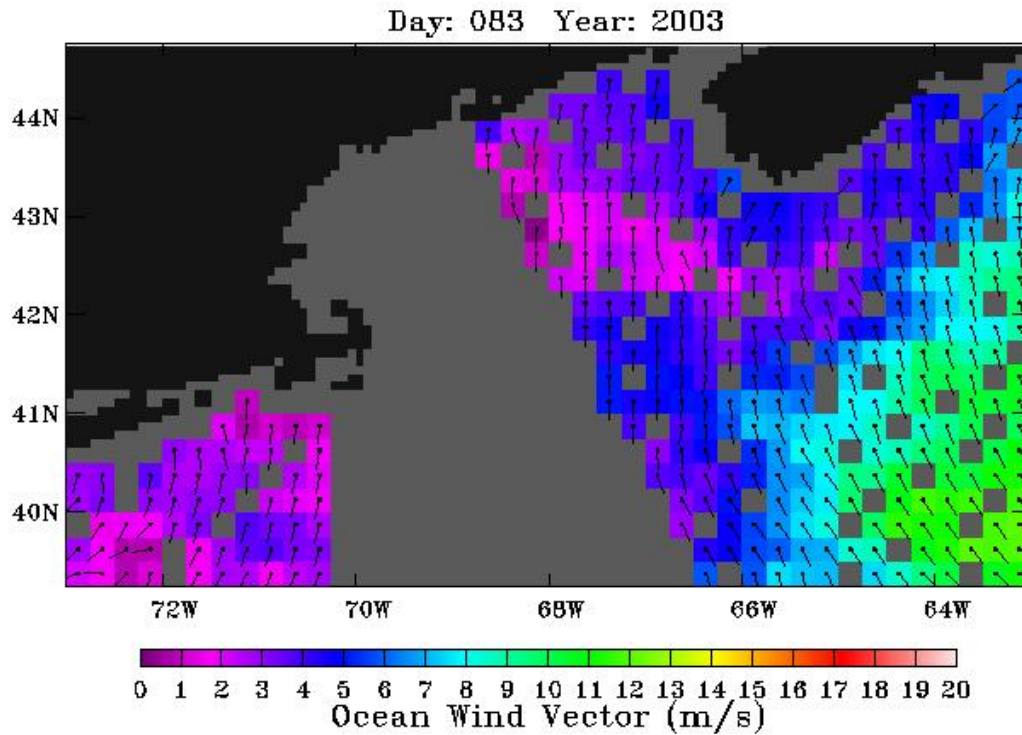 Day: 083 Year: 2003
44N
43N
42N
41N
40N
72W 70W 68W 66W 64W
0 1 2 3 4 5 6 7 8 9 10 11 12 13 14 15 16 17 18 19 20
Ocean Wind Vector (m/s)